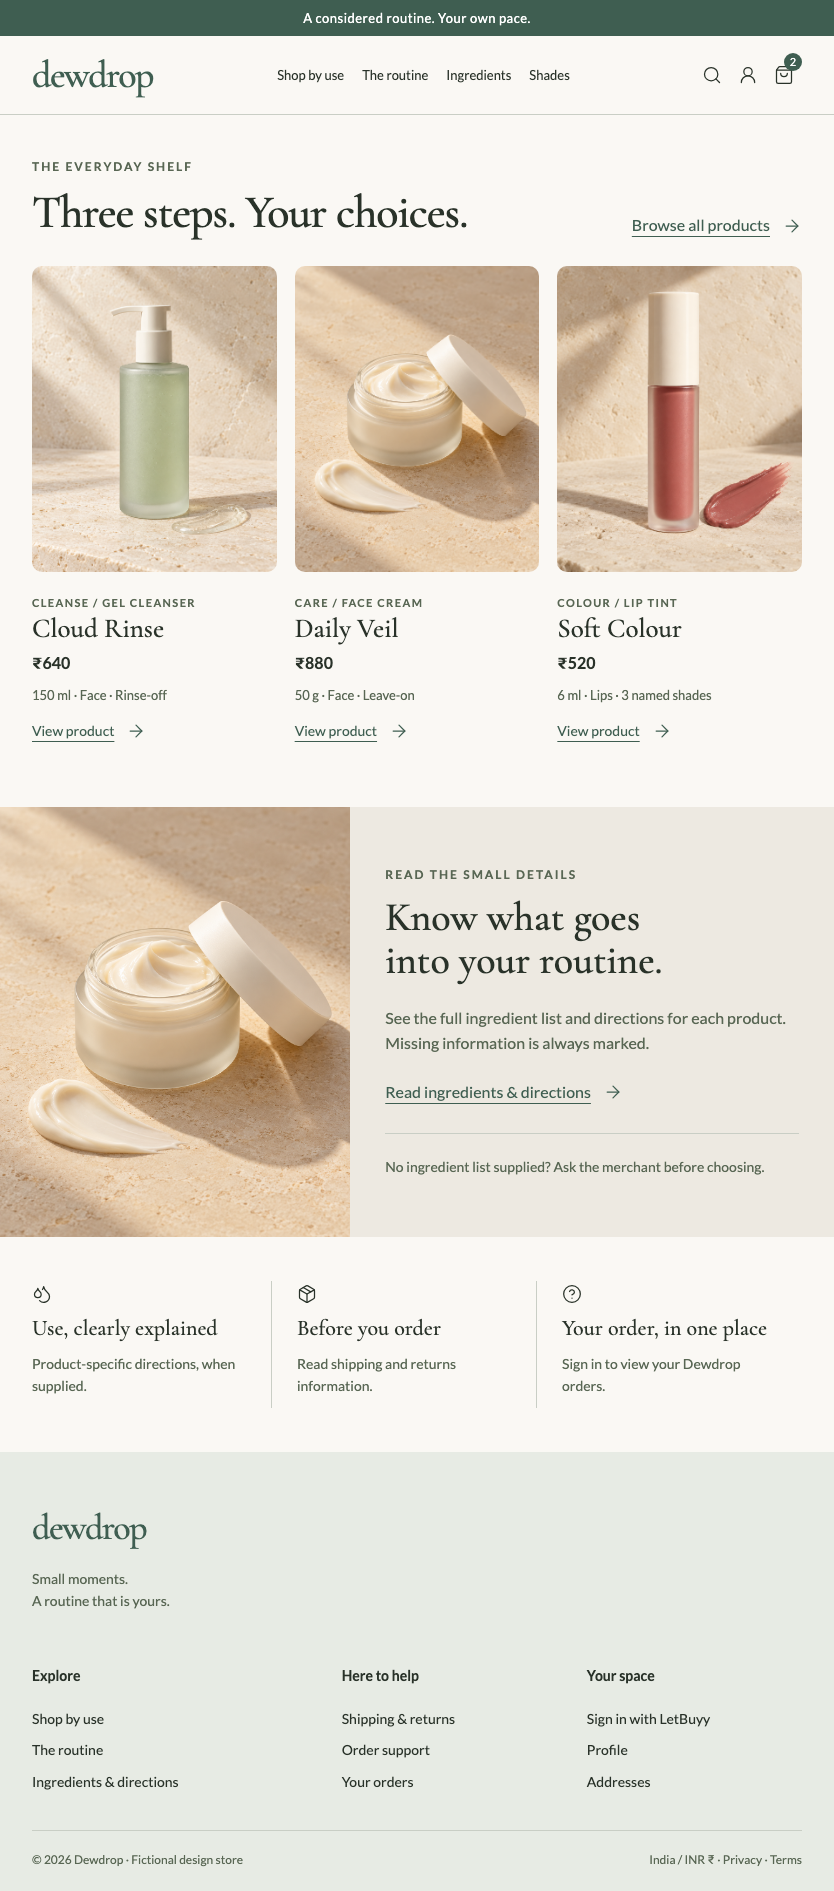 A considered routine. Your own pace.
dewdrop
Shop by use
The routine
Ingredients
Shades
2
THE EVERYDAY SHELF
Three steps. Your choices.
Browse all products
CLEANSE / GEL CLEANSER
Cloud Rinse
₹640
150 ml · Face · Rinse-off
View product
CARE / FACE CREAM
Daily Veil
₹880
50 g · Face · Leave-on
View product
COLOUR / LIP TINT
Soft Colour
₹520
6 ml · Lips · 3 named shades
View product
READ THE SMALL DETAILS
Know what goes
into your routine.
See the full ingredient list and directions for each product.
Missing information is always marked.
Read ingredients & directions
No ingredient list supplied? Ask the merchant before choosing.
Use, clearly explained
Product-specific directions, when
supplied.
Before you order
Read shipping and returns
information.
Your order, in one place
Sign in to view your Dewdrop
orders.
dewdrop
Small moments.
A routine that is yours.
Explore
Shop by use
The routine
Ingredients & directions
Here to help
Shipping & returns
Order support
Your orders
Your space
Sign in with LetBuyy
Profile
Addresses
© 2026 Dewdrop · Fictional design store
India / INR ₹ · Privacy · Terms